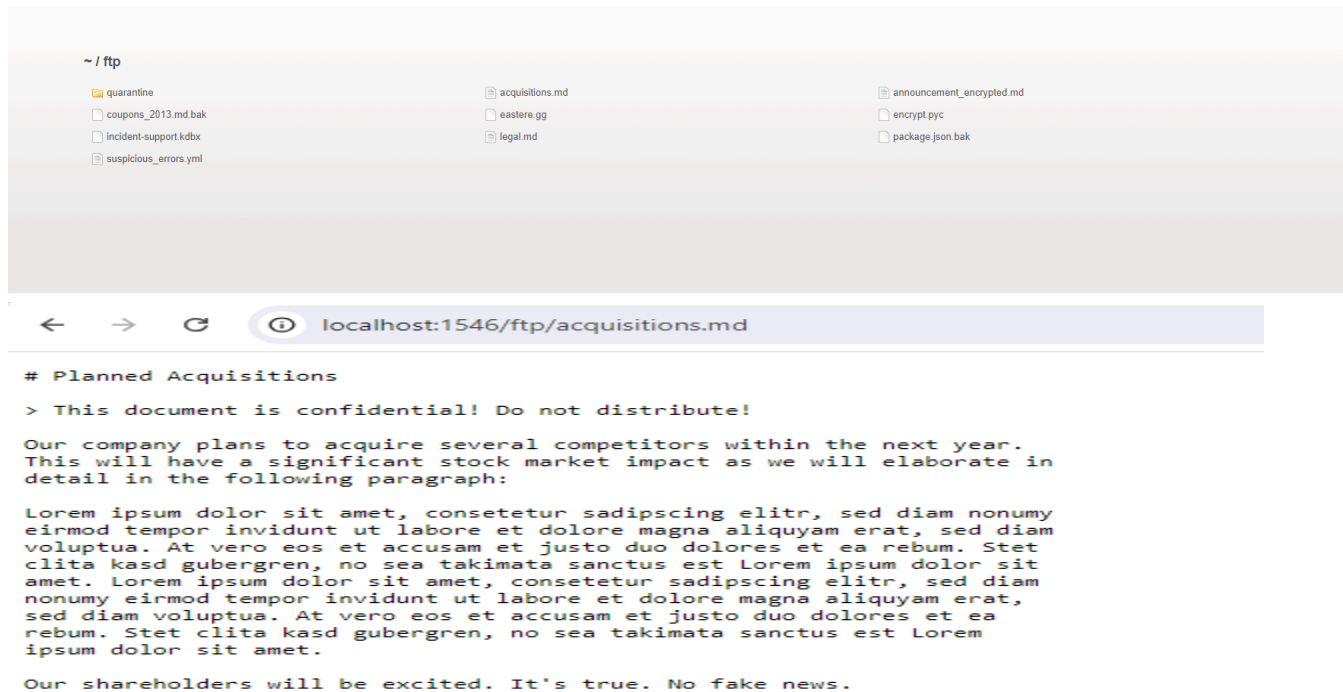 ~ / ftp
quarantine acquisitions.md announcement_encrypted.md
coupons_2013.md.bak eastere.gg encrypt.pyc
incident-support.kdbx legal.md package.json.bak
suspicious_errors.yml
localhost:1546/ftp/acquisitions.md
# Planned Acquisitions
> This document is confidential! Do not distribute!
Our company plans to acquire several competitors within the next year.
This will have a significant stock market impact as we will elaborate in
detail in the following paragraph:
Lorem ipsum dolor sit amet, consetetur sadipscing elitr, sed diam nonumy
eirmod tempor invidunt ut labore et dolore magna aliquyam erat, sed diam
voluptua. At vero eos et accusam et justo duo dolores et ea rebum. Stet
clita kasd gubergren, no sea takimata sanctus est Lorem ipsum dolor sit
amet. Lorem ipsum dolor sit amet, consetetur sadipscing elitr, sed diam
nonumy eirmod tempor invidunt ut labore et dolore magna aliquyam erat,
sed diam voluptua. At vero eos et accusam et justo duo dolores et ea
rebum. Stet clita kasd gubergren, no sea takimata sanctus est Lorem
ipsum dolor sit amet.
Our shareholders will be excited. It's true. No fake news.